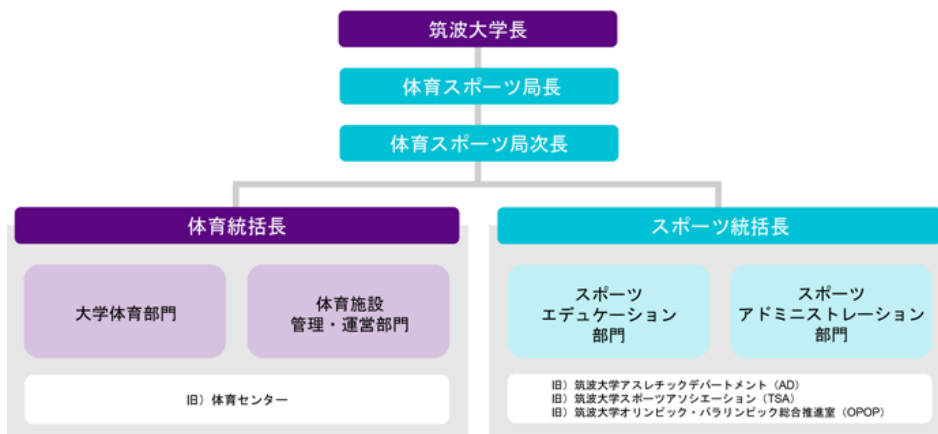 筑波大学長
体育スポーツ局長
体育スポーツ局次長
体育統括長
大学体育部門
体育施設
管理・運営部門
旧）体育センター
スポーツ統括長
スポーツ
エデュケーション
部門
スポーツ
アドミニストレーション
部門
旧）筑波大学アスレチックデパートメント（AD）
旧）筑波大学スポーツアソシエーション（TSA）
旧）筑波大学オリンピック・パラリンピック総合推進室（OPOP）